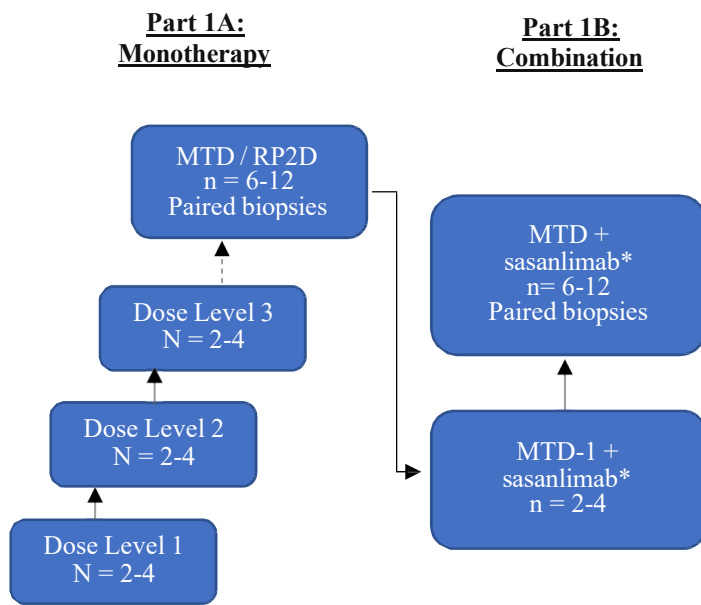 Part 1A:
Monotherapy
Part 1B:
Combination
MTD / RP2D
n = 6-12
Paired biopsies
Dose Level 3
N = 2-4
Dose Level 2
N = 2-4
Dose Level 1
N = 2-4
MTD +
sasanlimab*
n= 6-12
Paired biopsies
MTD-1 +
sasanlimab*
n = 2-4